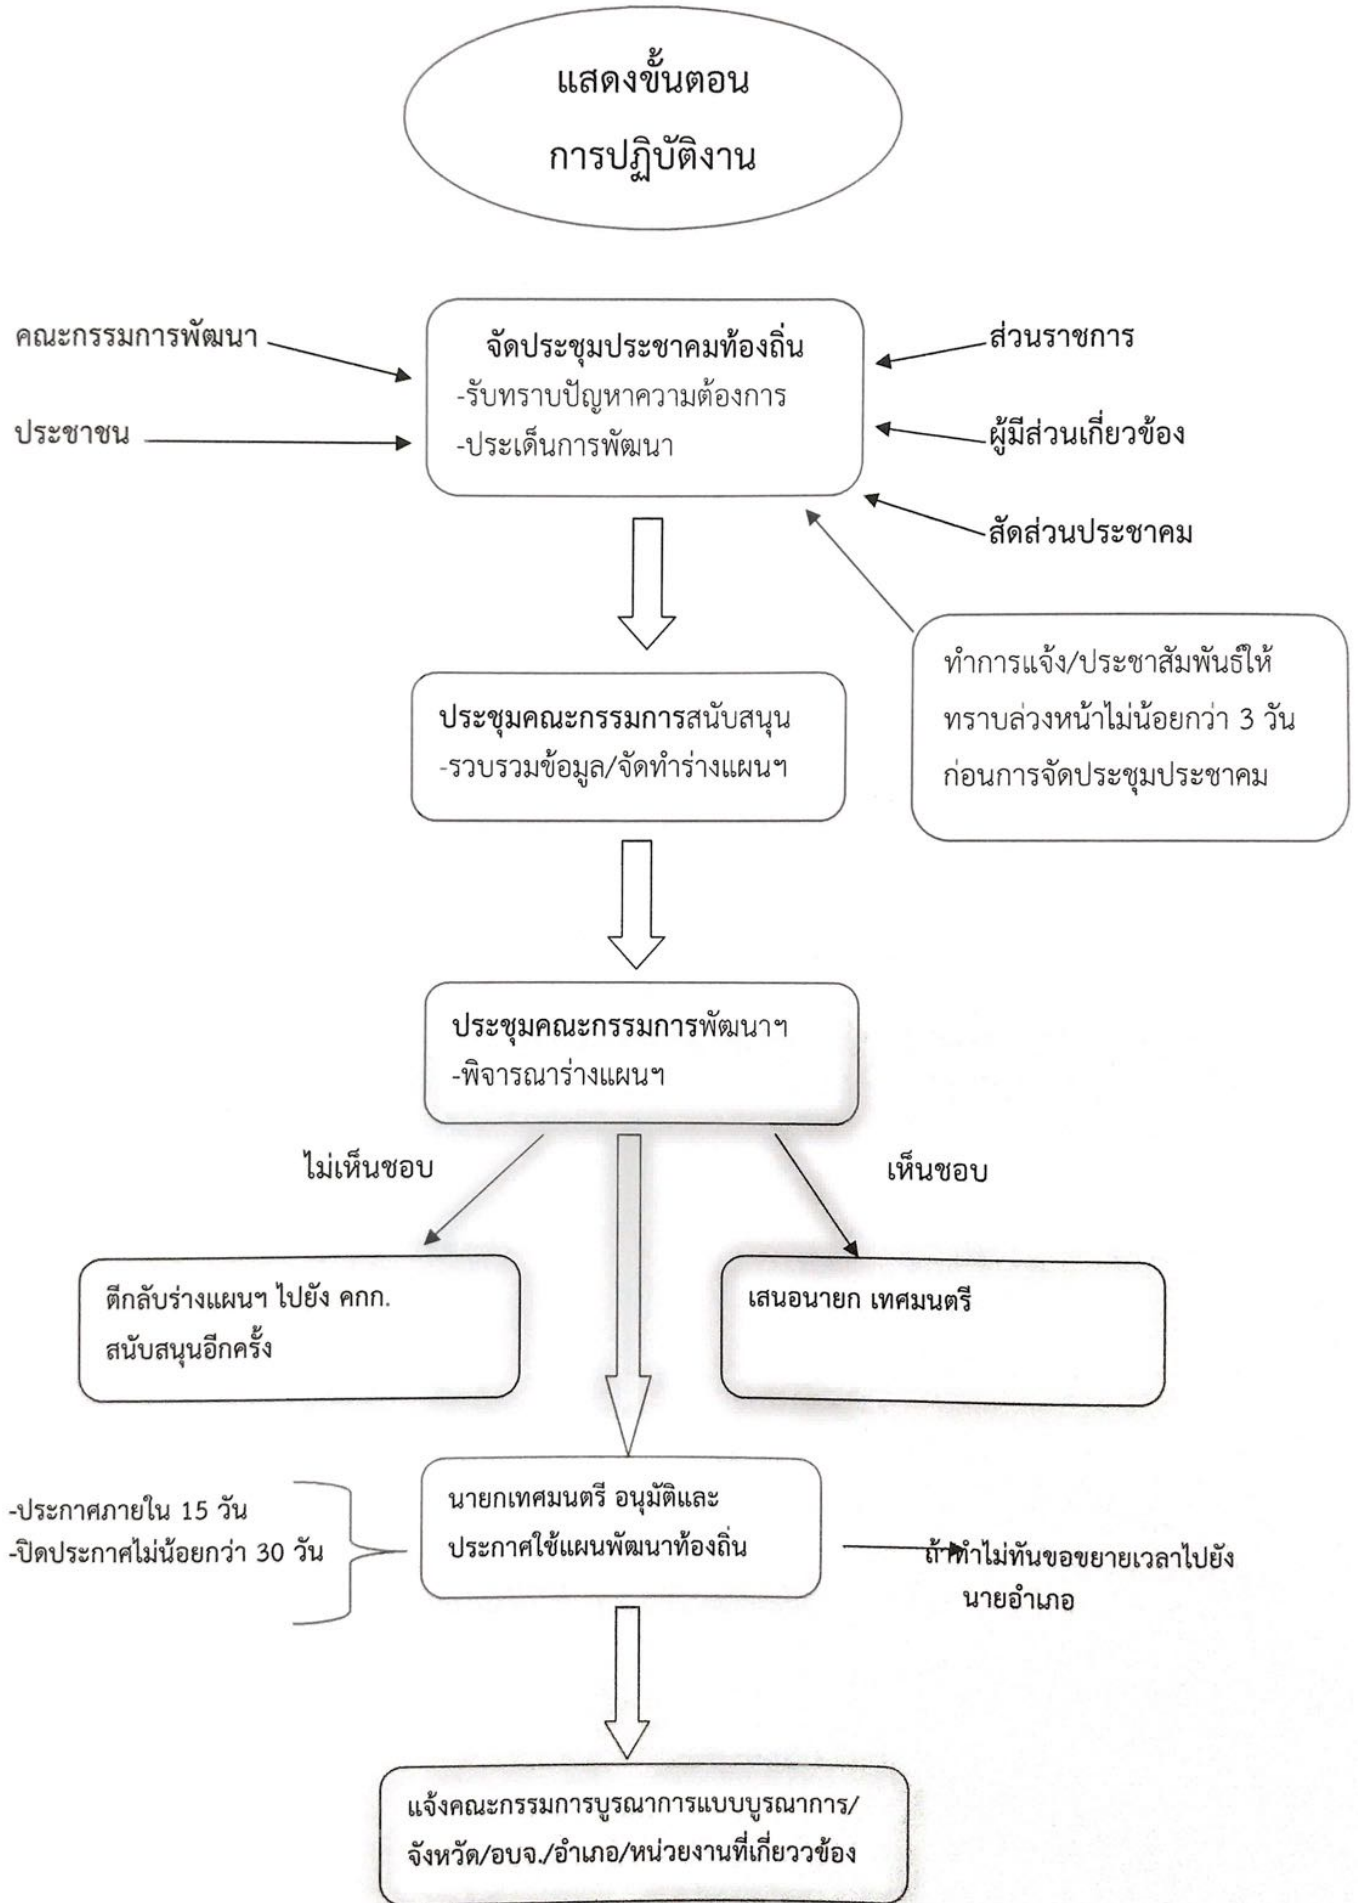 แสดงขั้นตอน
การปฏิบัติงาน
คณะกรรมการพัฒนา
ประชาชน
จัดประชุมประชาคมท้องถิ่น
-รับทราบปัญหาความต้องการ
-ประเด็นการพัฒนา
ส่วนราชการ
ผู้มีส่วนเกี่ยวข้อง
สัดส่วนประชาคม
ทำการแจ้ง/ประชาสัมพันธ์ให้
ทราบล่วงหน้าไม่น้อยกว่า 3 วัน
ก่อนการจัดประชุมประชาคม
ประชุมคณะกรรมการสนับสนุน
-รวบรวมข้อมูล/จัดทำร่างแผนฯ
ประชุมคณะกรรมการพัฒนาฯ
-พิจารณาร่างแผนฯ
ไม่เห็นชอบ
เห็นชอบ
ตีกลับร่างแผนฯ ไปยัง คกก.
สนับสนุนอีกครั้ง
เสนอนายก เทศมนตรี
-ประกาศภายใน 15 วัน
-ปิดประกาศไม่น้อยกว่า 30 วัน
นายกเทศมนตรี อนุมัติและ
ประกาศใช้แผนพัฒนาท้องถิ่น
ถ้าทำไม่ทันขอขยายเวลาไปยัง
นายอำเภอ
แจ้งคณะกรรมการบูรณาการแบบบูรณาการ/
จังหวัด/อบจ./อำเภอ/หน่วยงานที่เกี่ยววข้อง